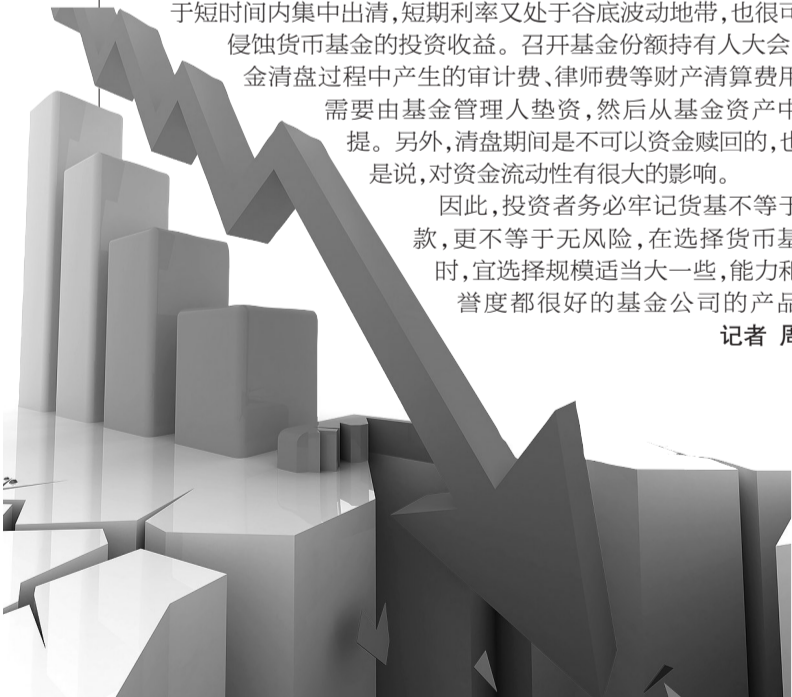 于短时间内集中出清，短期利率又处于谷底波动地带，也很可
侵蚀货币基金的投资收益。召开基金份额持有人大会
金清盘过程中产生的审计费、律师费等财产清算费用
需要由基金管理人垫资，然后从基金资产中
提。另外，清盘期间是不可以资金赎回的，也
是说，对资金流动性有很大的影响。
因此，投资者务必牢记货基不等于
款，更不等于无风险，在选择货币基
时，宜选择规模适当大一些，能力和
誉度都很好的基金公司的产品
记者 周